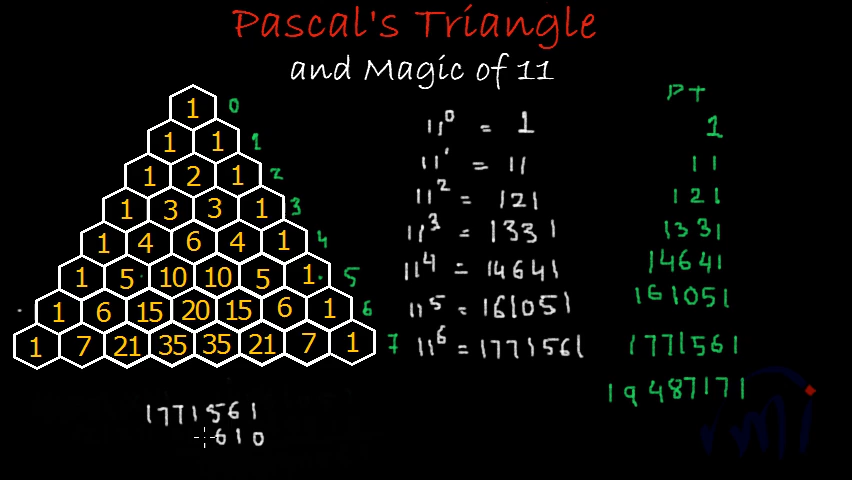 Pascal's Triangle
and Magic of 11
1 0
1 1 1
1 2 1 2
1 3 3 1 3
1 4 6 4 1 4
1 5 10 10 5 1 5
1 6 15 20 15 6 1 6
1 7 21 35 35 21 7 1 7
11⁰ = 1
11¹ = 11
11² = 121
11³ = 1331
11⁴ = 14641
11⁵ = 161051
11⁶ = 1771561
PT
1
11
121
1331
14641
161051
1771561
19487171
1771561
610